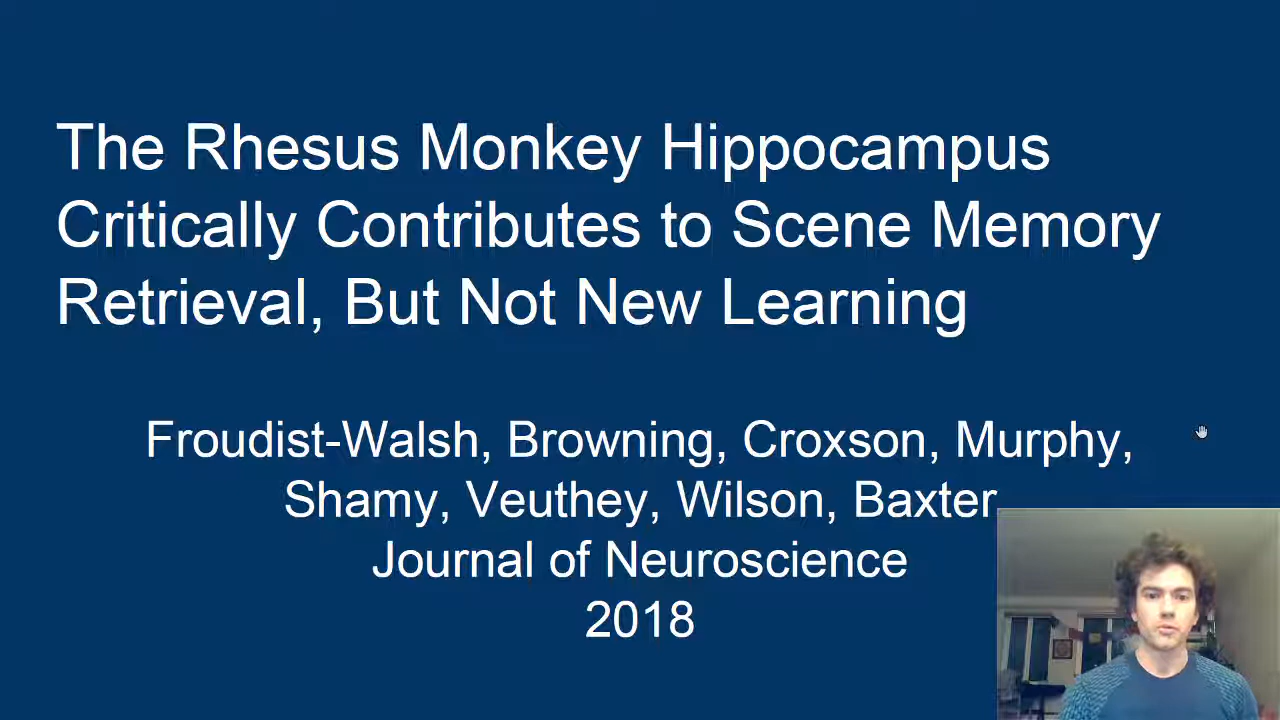 The Rhesus Monkey Hippocampus
Critically Contributes to Scene Memory
Retrieval, But Not New Learning
Froudist-Walsh, Browning, Croxson, Murphy,
Shamy, Veuthey, Wilson, Baxter
Journal of Neuroscience
2018